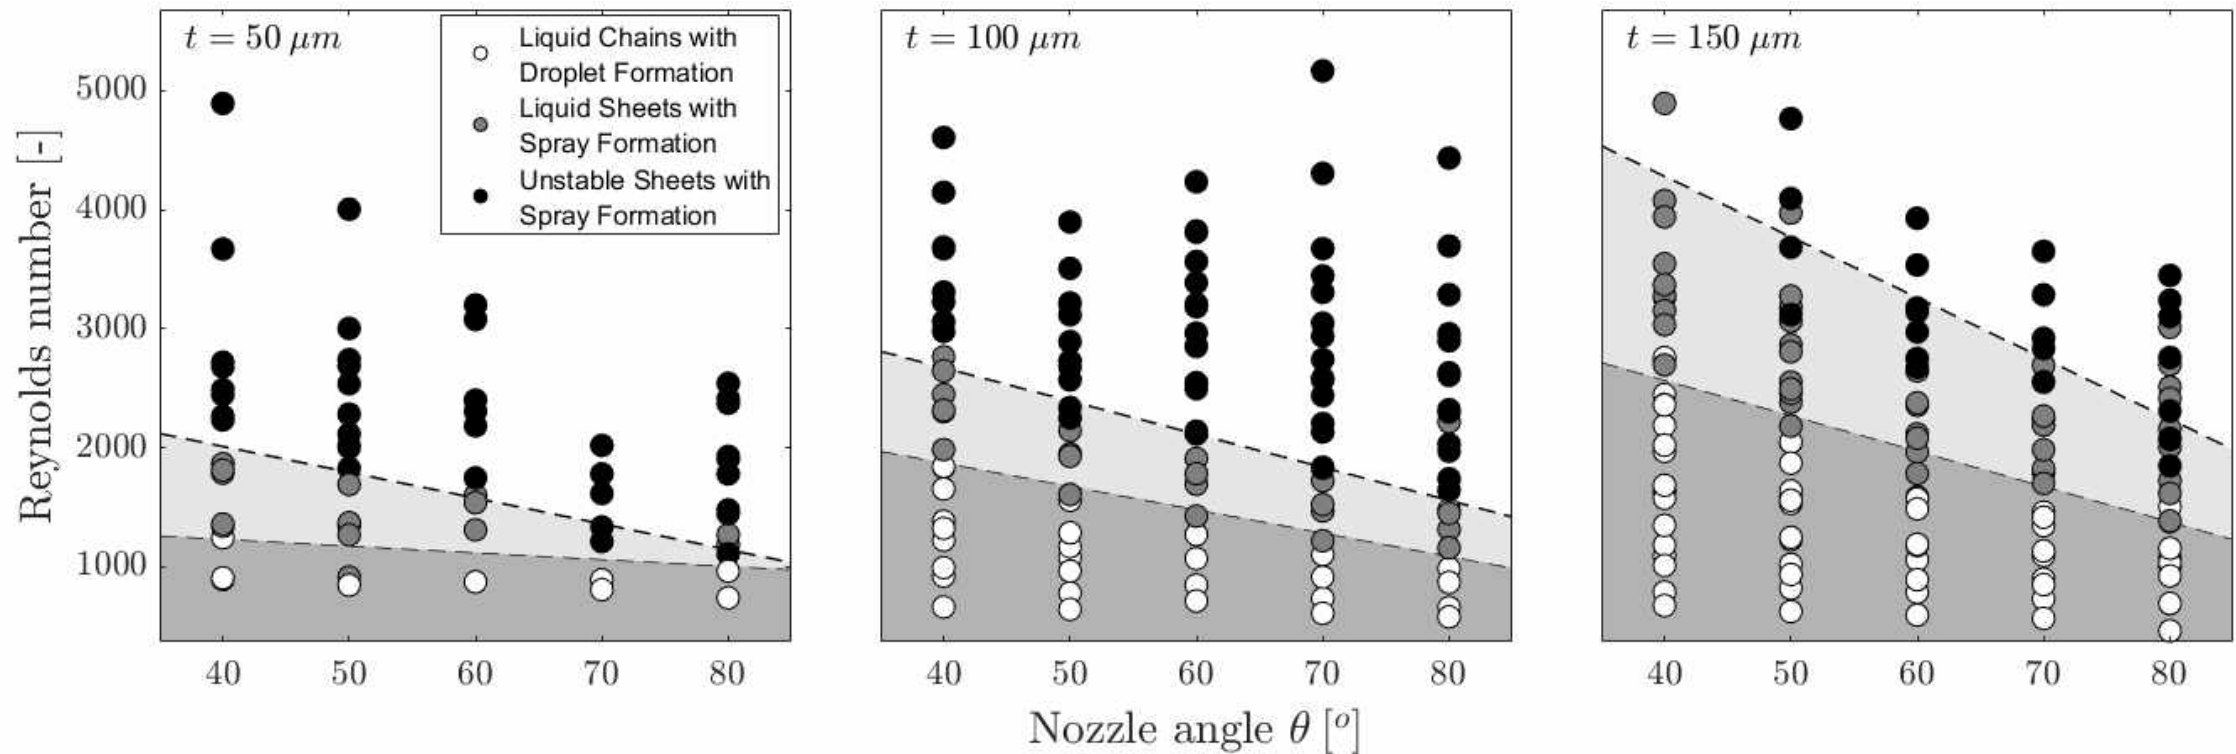 t = 50 μm
Liquid Chains with
Droplet Formation
Liquid Sheets with
Spray Formation
Unstable Sheets with
Spray Formation
t = 100 μm
t = 150 μm
Reynolds number [-]
5000
4000
3000
2000
1000
40 50 60 70 80
40 50 60 70 80
40 50 60 70 80
Nozzle angle θ [o]